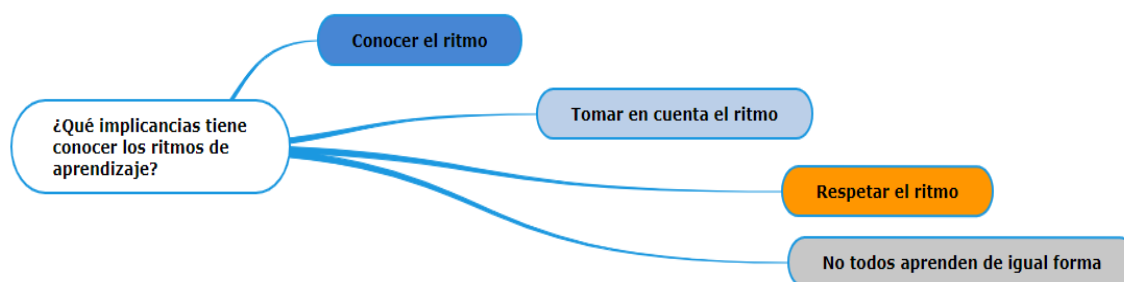 Conocer el ritmo
Tomar en cuenta el ritmo
¿Qué implicancias tiene
conocer los ritmos de
aprendizaje?
Respetar el ritmo
No todos aprenden de igual forma